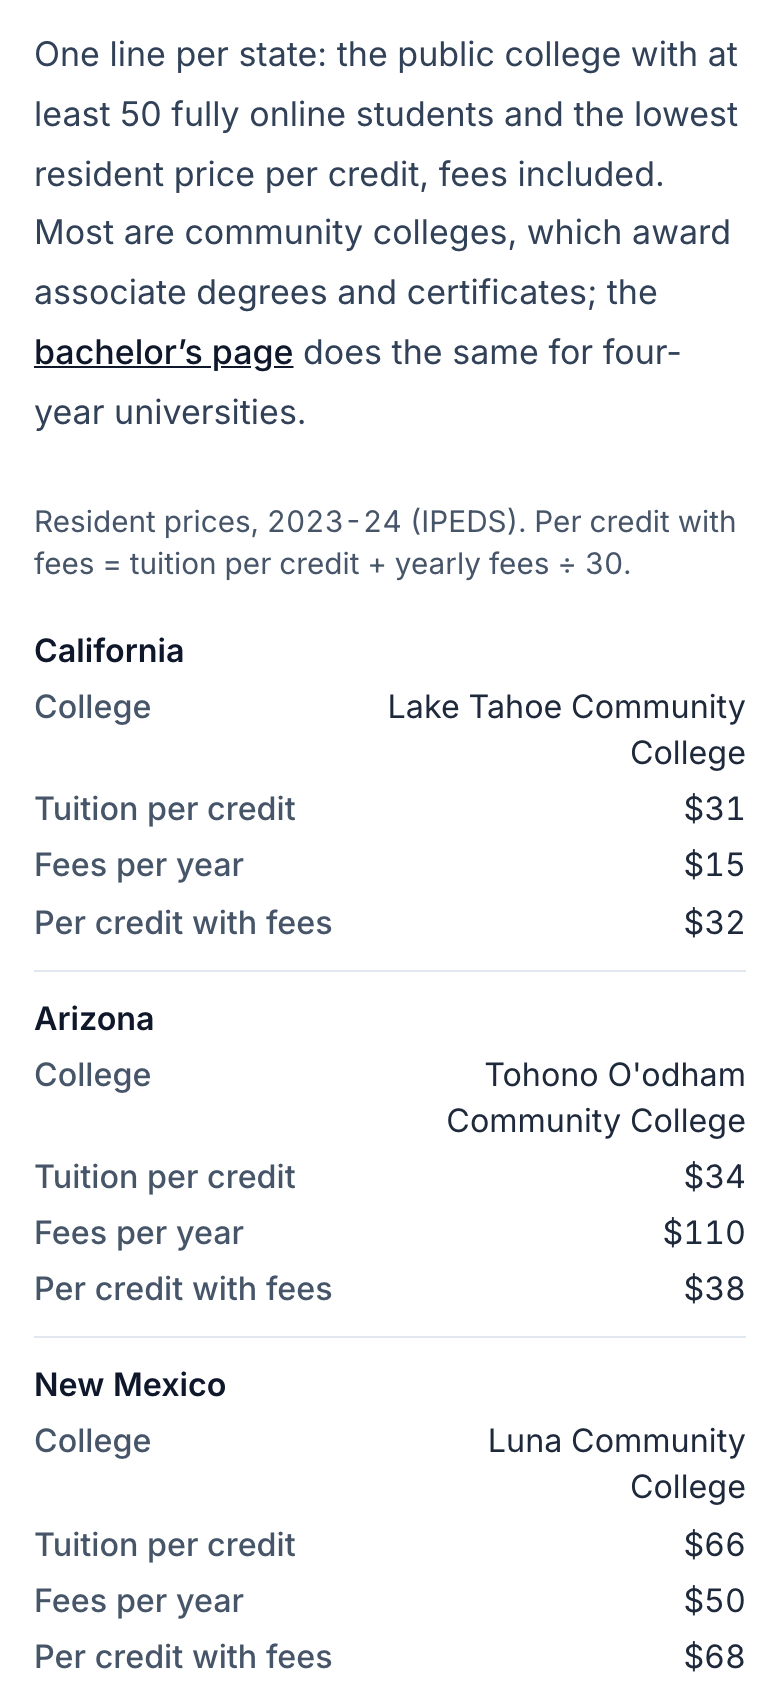 One line per state: the public college with at
least 50 fully online students and the lowest
resident price per credit, fees included.
Most are community colleges, which award
associate degrees and certificates; the
bachelor’s page does the same for four-
year universities.
Resident prices, 2023-24 (IPEDS). Per credit with
fees = tuition per credit + yearly fees ÷ 30.
California
College Lake Tahoe Community
College
Tuition per credit $31
Fees per year $15
Per credit with fees $32
Arizona
College Tohono O'odham
Community College
Tuition per credit $34
Fees per year $110
Per credit with fees $38
New Mexico
College Luna Community
College
Tuition per credit $66
Fees per year $50
Per credit with fees $68